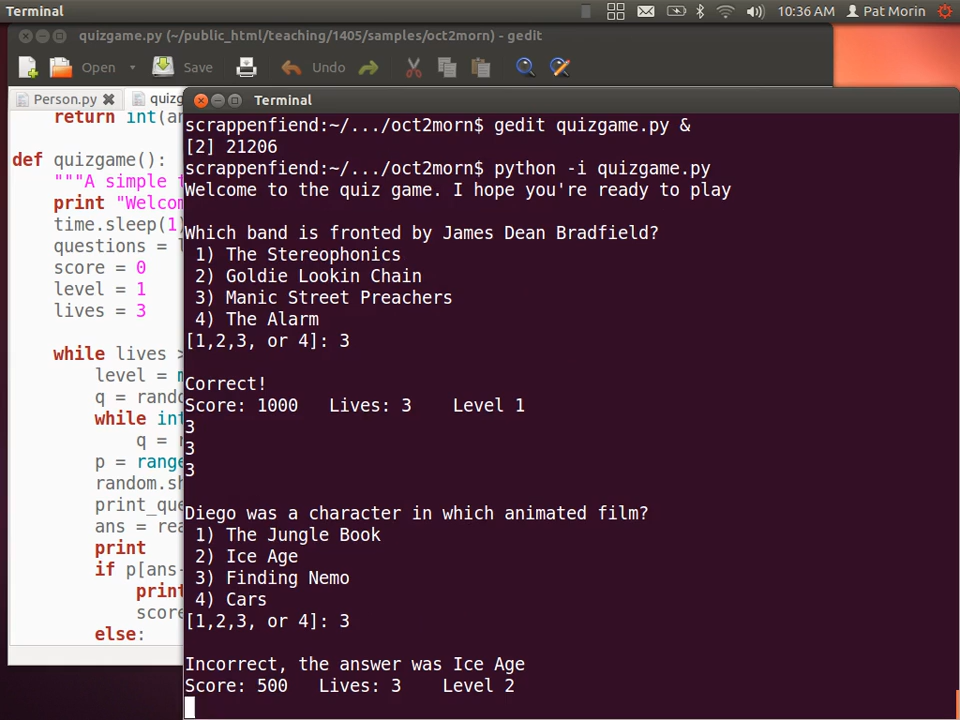 Terminal
10:36 AM
Pat Morin
quizgame.py (~/public_html/teaching/1405/samples/oct2morn) - gedit
Open
Save
Undo
Person.py
return int(
def quizgame():
"""A simple
print "Welcom
time.sleep(1)
questions =
score = 0
level = 1
lives = 3
while lives >
level =
q = rand
while int
q =
p = range
random.sh
print_que
ans = rea
print
if p[ans-
print
score
else:
Terminal
scrappenfiend:~/.../oct2morn$ gedit quizgame.py &
[2] 21206
scrappenfiend:~/.../oct2morn$ python -i quizgame.py
Welcome to the quiz game. I hope you're ready to play
Which band is fronted by James Dean Bradfield?
1) The Stereophonics
2) Goldie Lookin Chain
3) Manic Street Preachers
4) The Alarm
[1,2,3, or 4]: 3
Correct!
Score: 1000 Lives: 3 Level 1
3
3
3
Diego was a character in which animated film?
1) The Jungle Book
2) Ice Age
3) Finding Nemo
4) Cars
[1,2,3, or 4]: 3
Incorrect, the answer was Ice Age
Score: 500 Lives: 3 Level 2